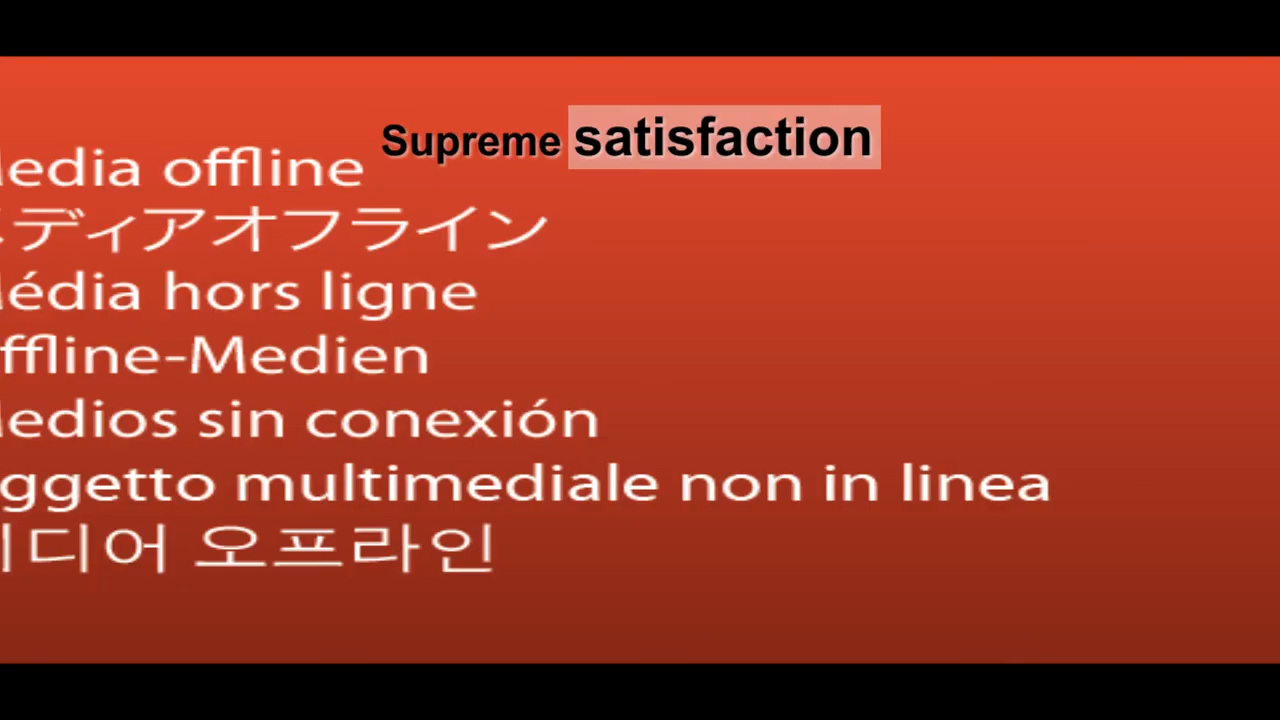 Supreme satisfaction
edia offline
ディアオフライン
édia hors ligne
ffline-Medien
edios sin conexión
ggetto multimediale non in linea
디어 오프라인